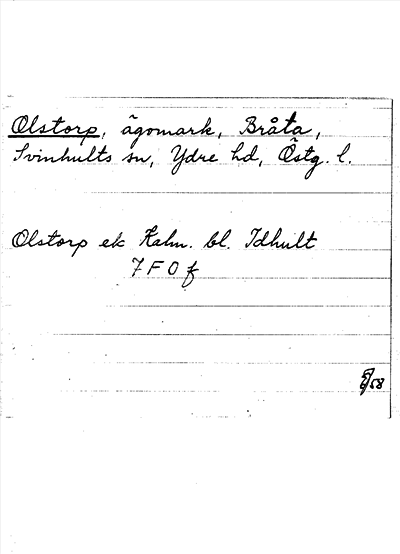 Olstorp, ägomark, Bråta,
Svinhults sn, Ydre hd, Östg. l.
Olstorp ek Kalm. bl. Idhult
7 F 0 f